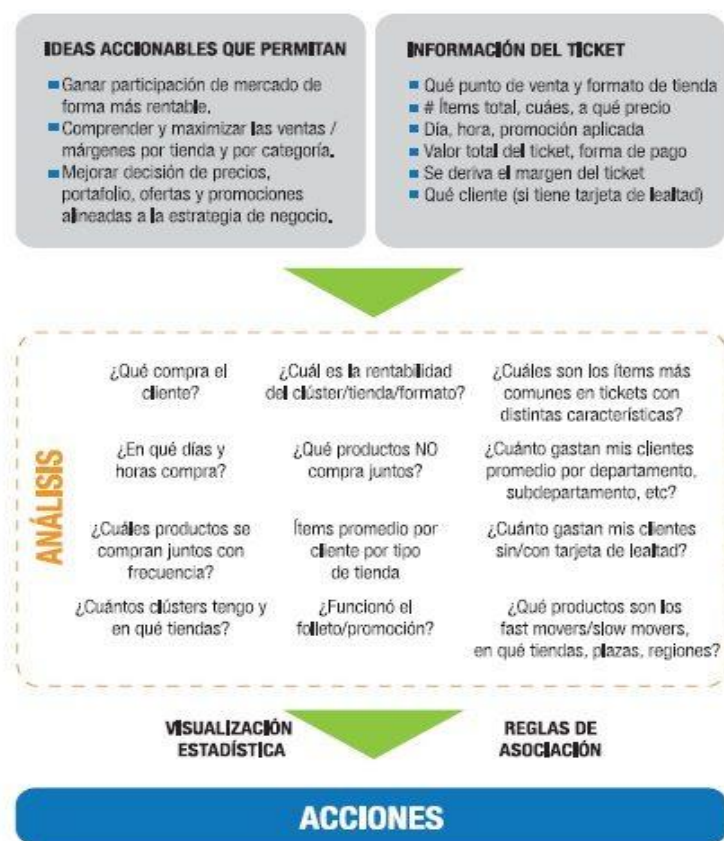 IDEAS ACCIONABLES QUE PERMITAN
Ganar participación de mercado de
forma más rentable.
Comprender y maximizar las ventas /
márgenes por tienda y por categoría.
Mejorar decisión de precios,
portafolio, ofertas y promociones
alineadas a la estrategia de negocio.
INFORMACIÓN DEL TICKET
Qué punto de venta y formato de tienda
# Ítems total, cuáes, a qué precio
Día, hora, promoción aplicada
Valor total del ticket, forma de pago
Se deriva el margen del ticket
Qué cliente (si tiene tarjeta de lealtad)
ANÁLISIS
¿Qué compra el
cliente?
¿Cuál es la rentabilidad
del clúster/tienda/formato?
¿Cuáles son los ítems más
comunes en tickets con
distintas características?
¿En qué días y
horas compra?
¿Qué productos NO
compra juntos?
¿Cuánto gastan mis clientes
promedio por departamento,
subdepartamento, etc?
¿Cuáles productos se
compran juntos con
frecuencia?
Ítems promedio por
cliente por tipo
de tienda
¿Cuánto gastan mis clientes
sin/con tarjeta de lealtad?
¿Cuántos clústers tengo y
en qué tiendas?
¿Funcionó el
folleto/promoción?
¿Qué productos son los
fast movers/slow movers,
en qué tiendas, plazas, regiones?
VISUALIZACIÓN
ESTADÍSTICA
REGLAS DE
ASOCIACIÓN
ACCIONES